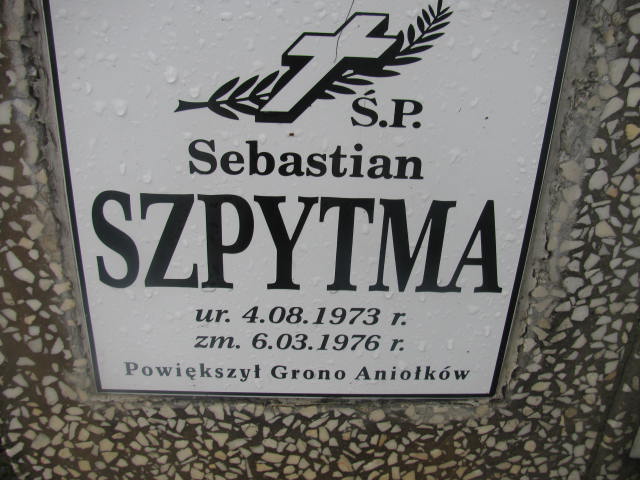 Ś.P.
Sebastian
SZPYTMA
ur. 4.08.1973 r.
zm. 6.03.1976 r.
Powiększył Grono Aniołków